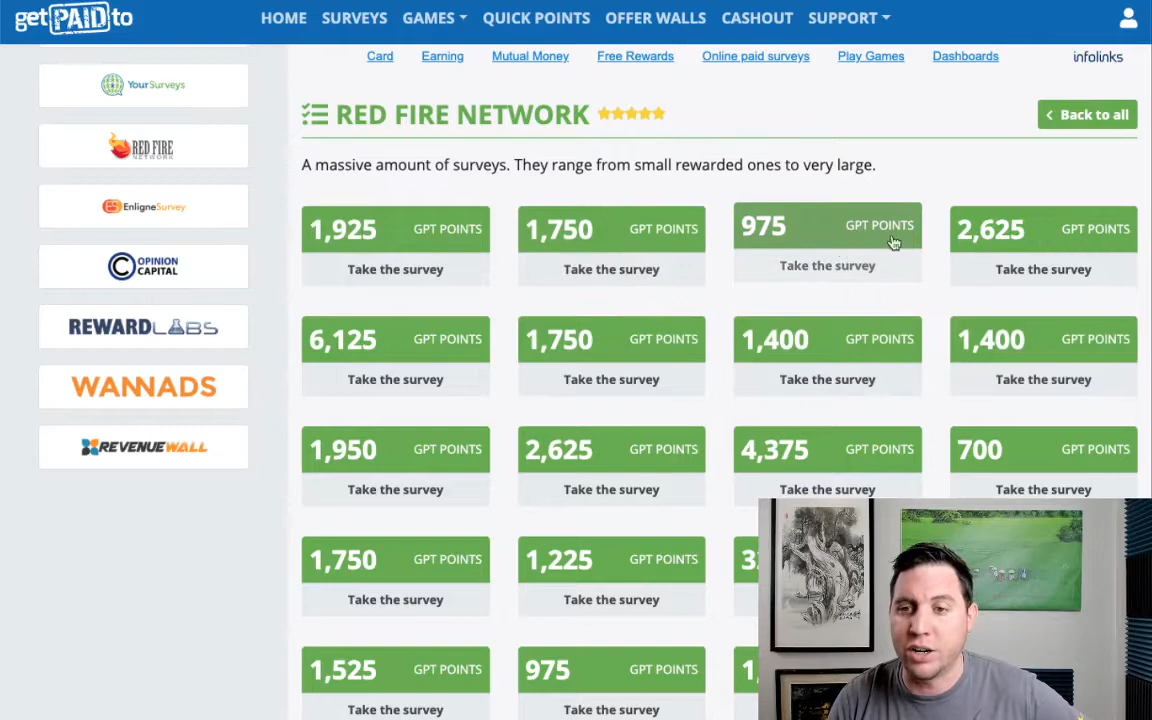 getPAIDto
HOME SURVEYS GAMES QUICK POINTS OFFER WALLS CASHOUT SUPPORT
Card Earning Mutual Money Free Rewards Online paid surveys Play Games Dashboards infolinks
YourSurveys
RED FIRE
NETWORK
EnligneSurvey
OPINION
CAPITAL
REWARDLABS
WANNADS
REVENUEWALL
RED FIRE NETWORK
Back to all
A massive amount of surveys. They range from small rewarded ones to very large.
1,925 GPT POINTS 1,750 GPT POINTS 975 GPT POINTS 2,625 GPT POINTS
Take the survey Take the survey Take the survey Take the survey
6,125 GPT POINTS 1,750 GPT POINTS 1,400 GPT POINTS 1,400 GPT POINTS
Take the survey Take the survey Take the survey Take the survey
1,950 GPT POINTS 2,625 GPT POINTS 4,375 GPT POINTS 700 GPT POINTS
Take the survey Take the survey Take the survey Take the survey
1,750 GPT POINTS 1,225 GPT POINTS
Take the survey Take the survey
1,525 GPT POINTS 975 GPT POINTS
Take the survey Take the survey